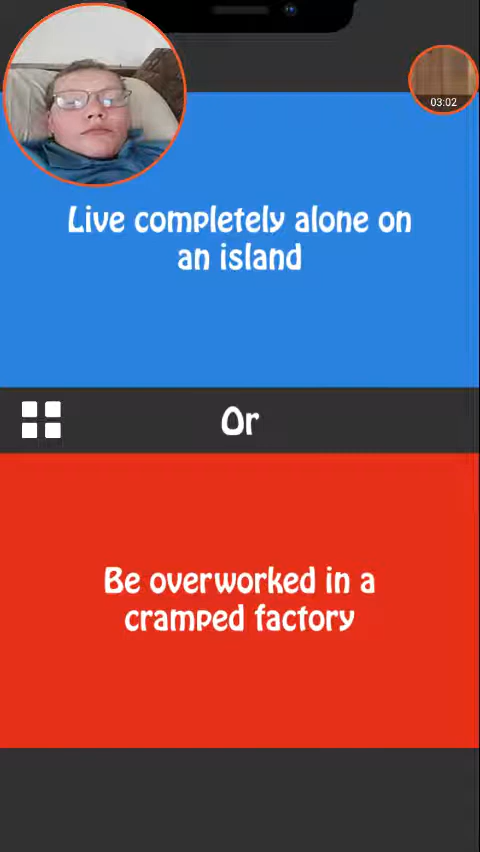 03:02
Live completely alone on
an island
Or
Be overworked in a
cramped factory